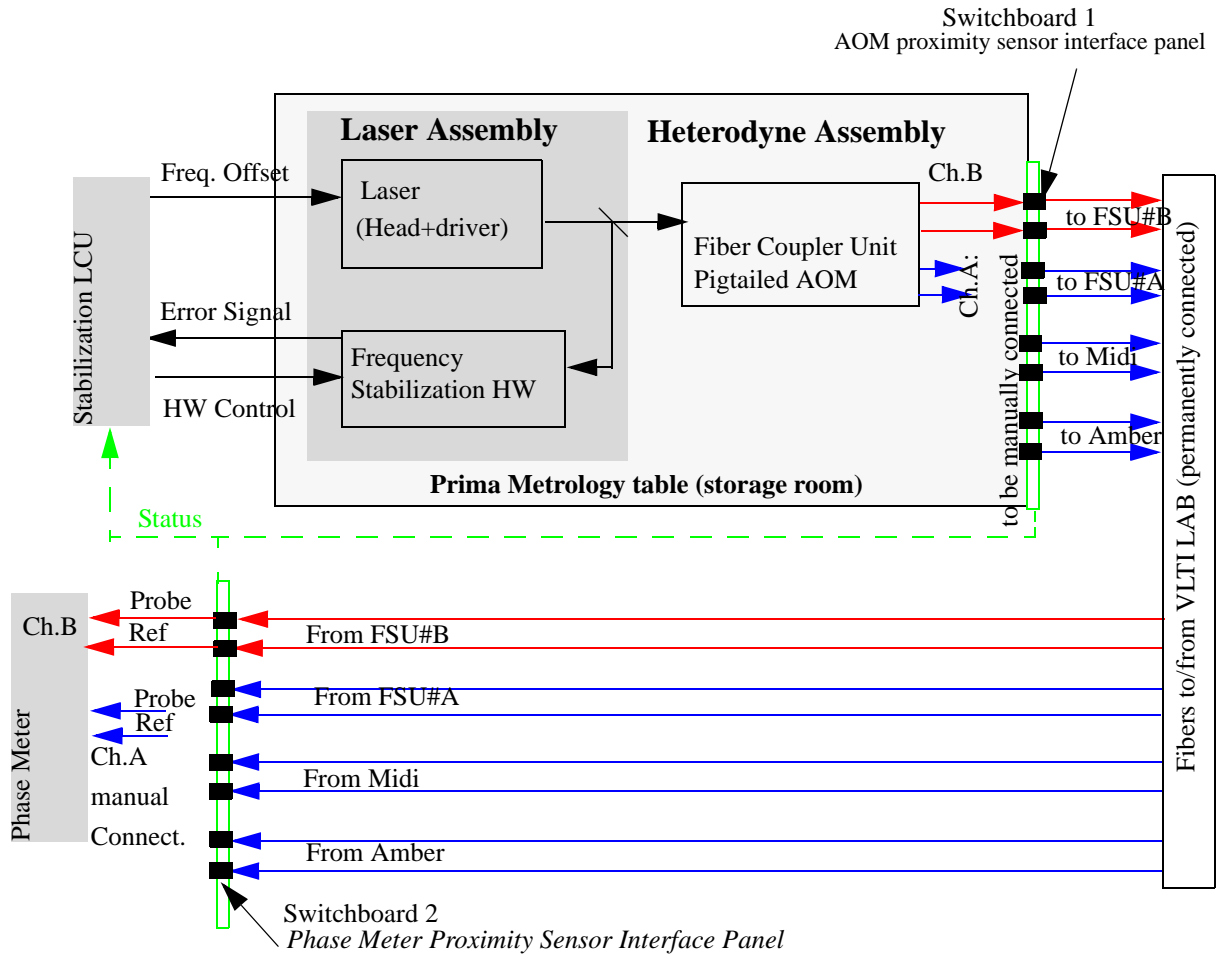 Switchboard 1
AOM proximity sensor interface panel
Laser Assembly
Heterodyne Assembly
Freq. Offset
Laser
(Head+driver)
Ch.B
Fiber Coupler Unit
Pigtailed AOM
Ch.A:
to be manually connected
to FSU#B
to FSU#A
to Midi
to Amber
Stabilization LCU
Error Signal
Frequency
Stabilization HW
HW Control
Prima Metrology table (storage room)
Status
Fibers to/from VLTI LAB (permanently connected)
Phase Meter
Ch.B
Probe
Ref
From FSU#B
Probe
Ref
From FSU#A
Ch.A
manual
Connect.
From Midi
From Amber
Switchboard 2
Phase Meter Proximity Sensor Interface Panel